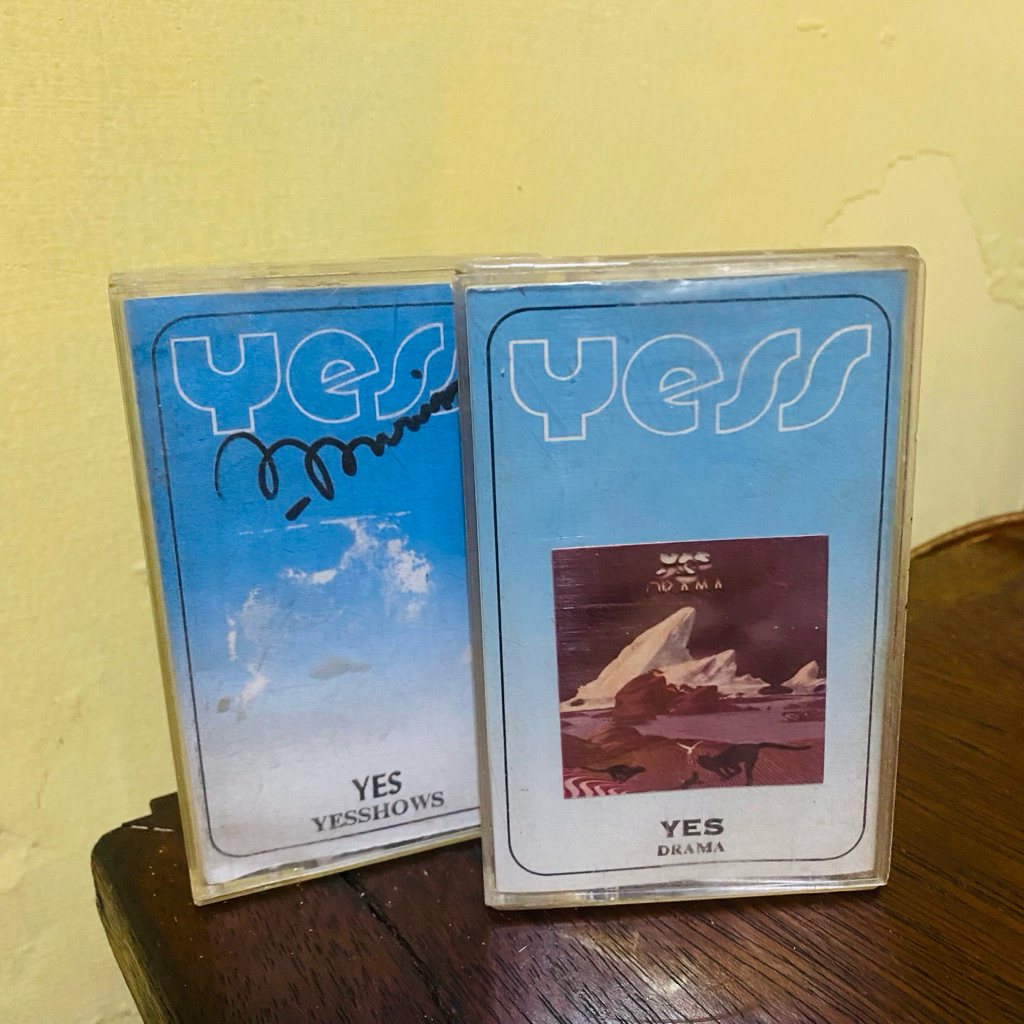 Yess
YES
YESSHOWS
Yess
YES
DRAMA
YES
DRAMA